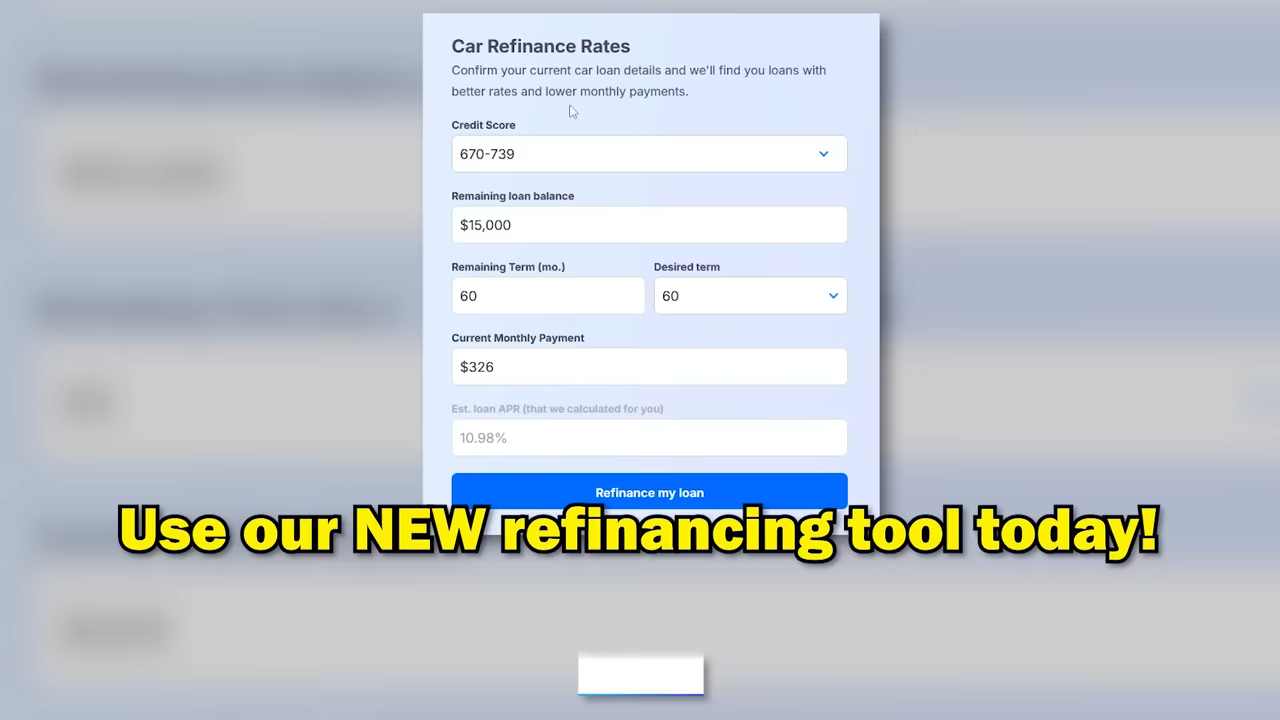 Car Refinance Rates
Confirm your current car loan details and we'll find you loans with
better rates and lower monthly payments.
Credit Score
670-739
Remaining loan balance
$15,000
Remaining Term (mo.) Desired term
60 60
Current Monthly Payment
$326
Est. loan APR (that we calculated for you)
10.98%
Refinance my loan
Use our NEW refinancing tool today!